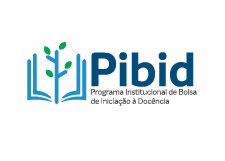 Pibid
Programa Institucional de Bolsa
de Iniciação à Docência